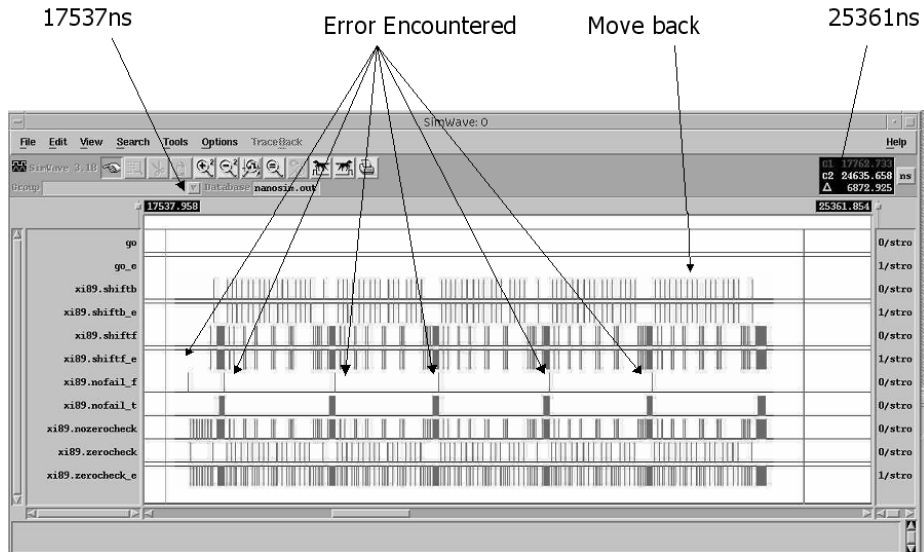 17537ns Error Encountered Move back 25361ns
SimWave: 0
File Edit View Search Tools Options TraceBack Help
SimWave 3.18
C1 17762.733
C2 24635.658 ns
Δ 6872.925
Group Database nanosim.out
17537.958 25361.854
go 0/stro
go_e 1/stro
xi89.shiftb 0/stro
xi89.shiftb_e 1/stro
xi89.shiftf 0/stro
xi89.shiftf_e 1/stro
xi89.nofail_f 0/stro
xi89.nofail_t 0/stro
xi89.nozerocheck 0/stro
xi89.zerocheck 0/stro
xi89.zerocheck_e 1/stro